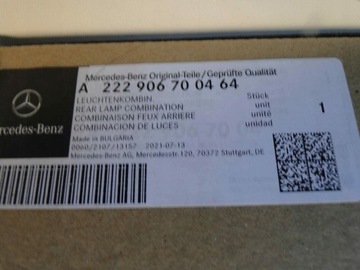 Mercedes-Benz Original-Teile/Geprüfte Qualität
A 222 906 70 04 64
LEUCHTENKOMBIN. Stück
REAR LAMP COMBINATION unit
COMBINAISON FEUX ARRIERE unité
COMBINACION DE LUCES unidad
1
Made in BULGARIA
0060/2107/13157 2021-07-13
Mercedes-Benz AG, Mercedesstr.120, 70372 Stuttgart, DE
rcedes-Benz